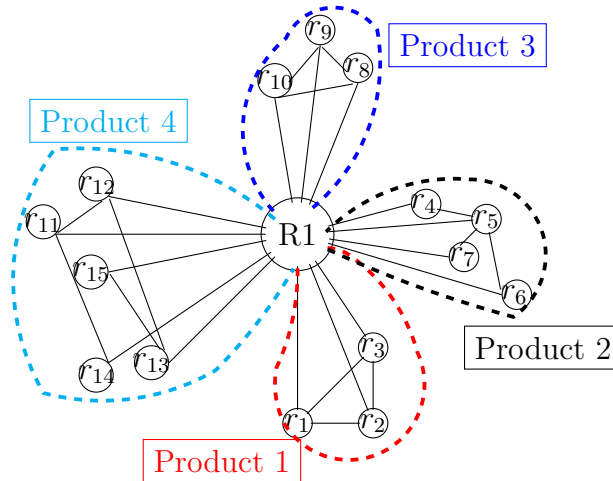 r9
Product 3
r10
r8
Product 4
r12
r11
r4
r5
R1
r7
r15
r6
r3
Product 2
r14
r13
r1
r2
Product 1